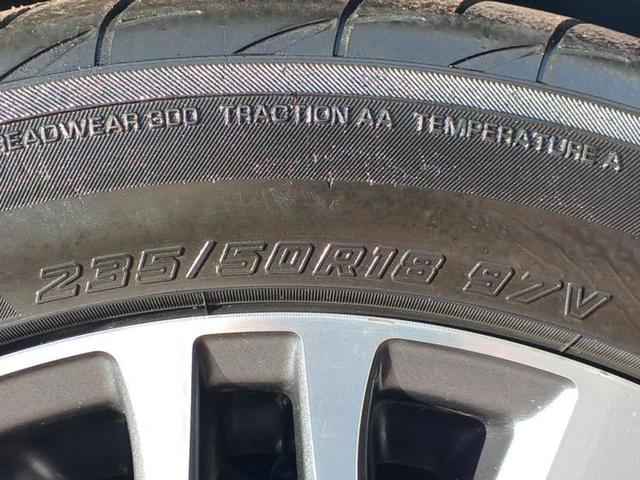 READWEAR 300 TRACTION AA TEMPERATURE A
235/50R18 97V